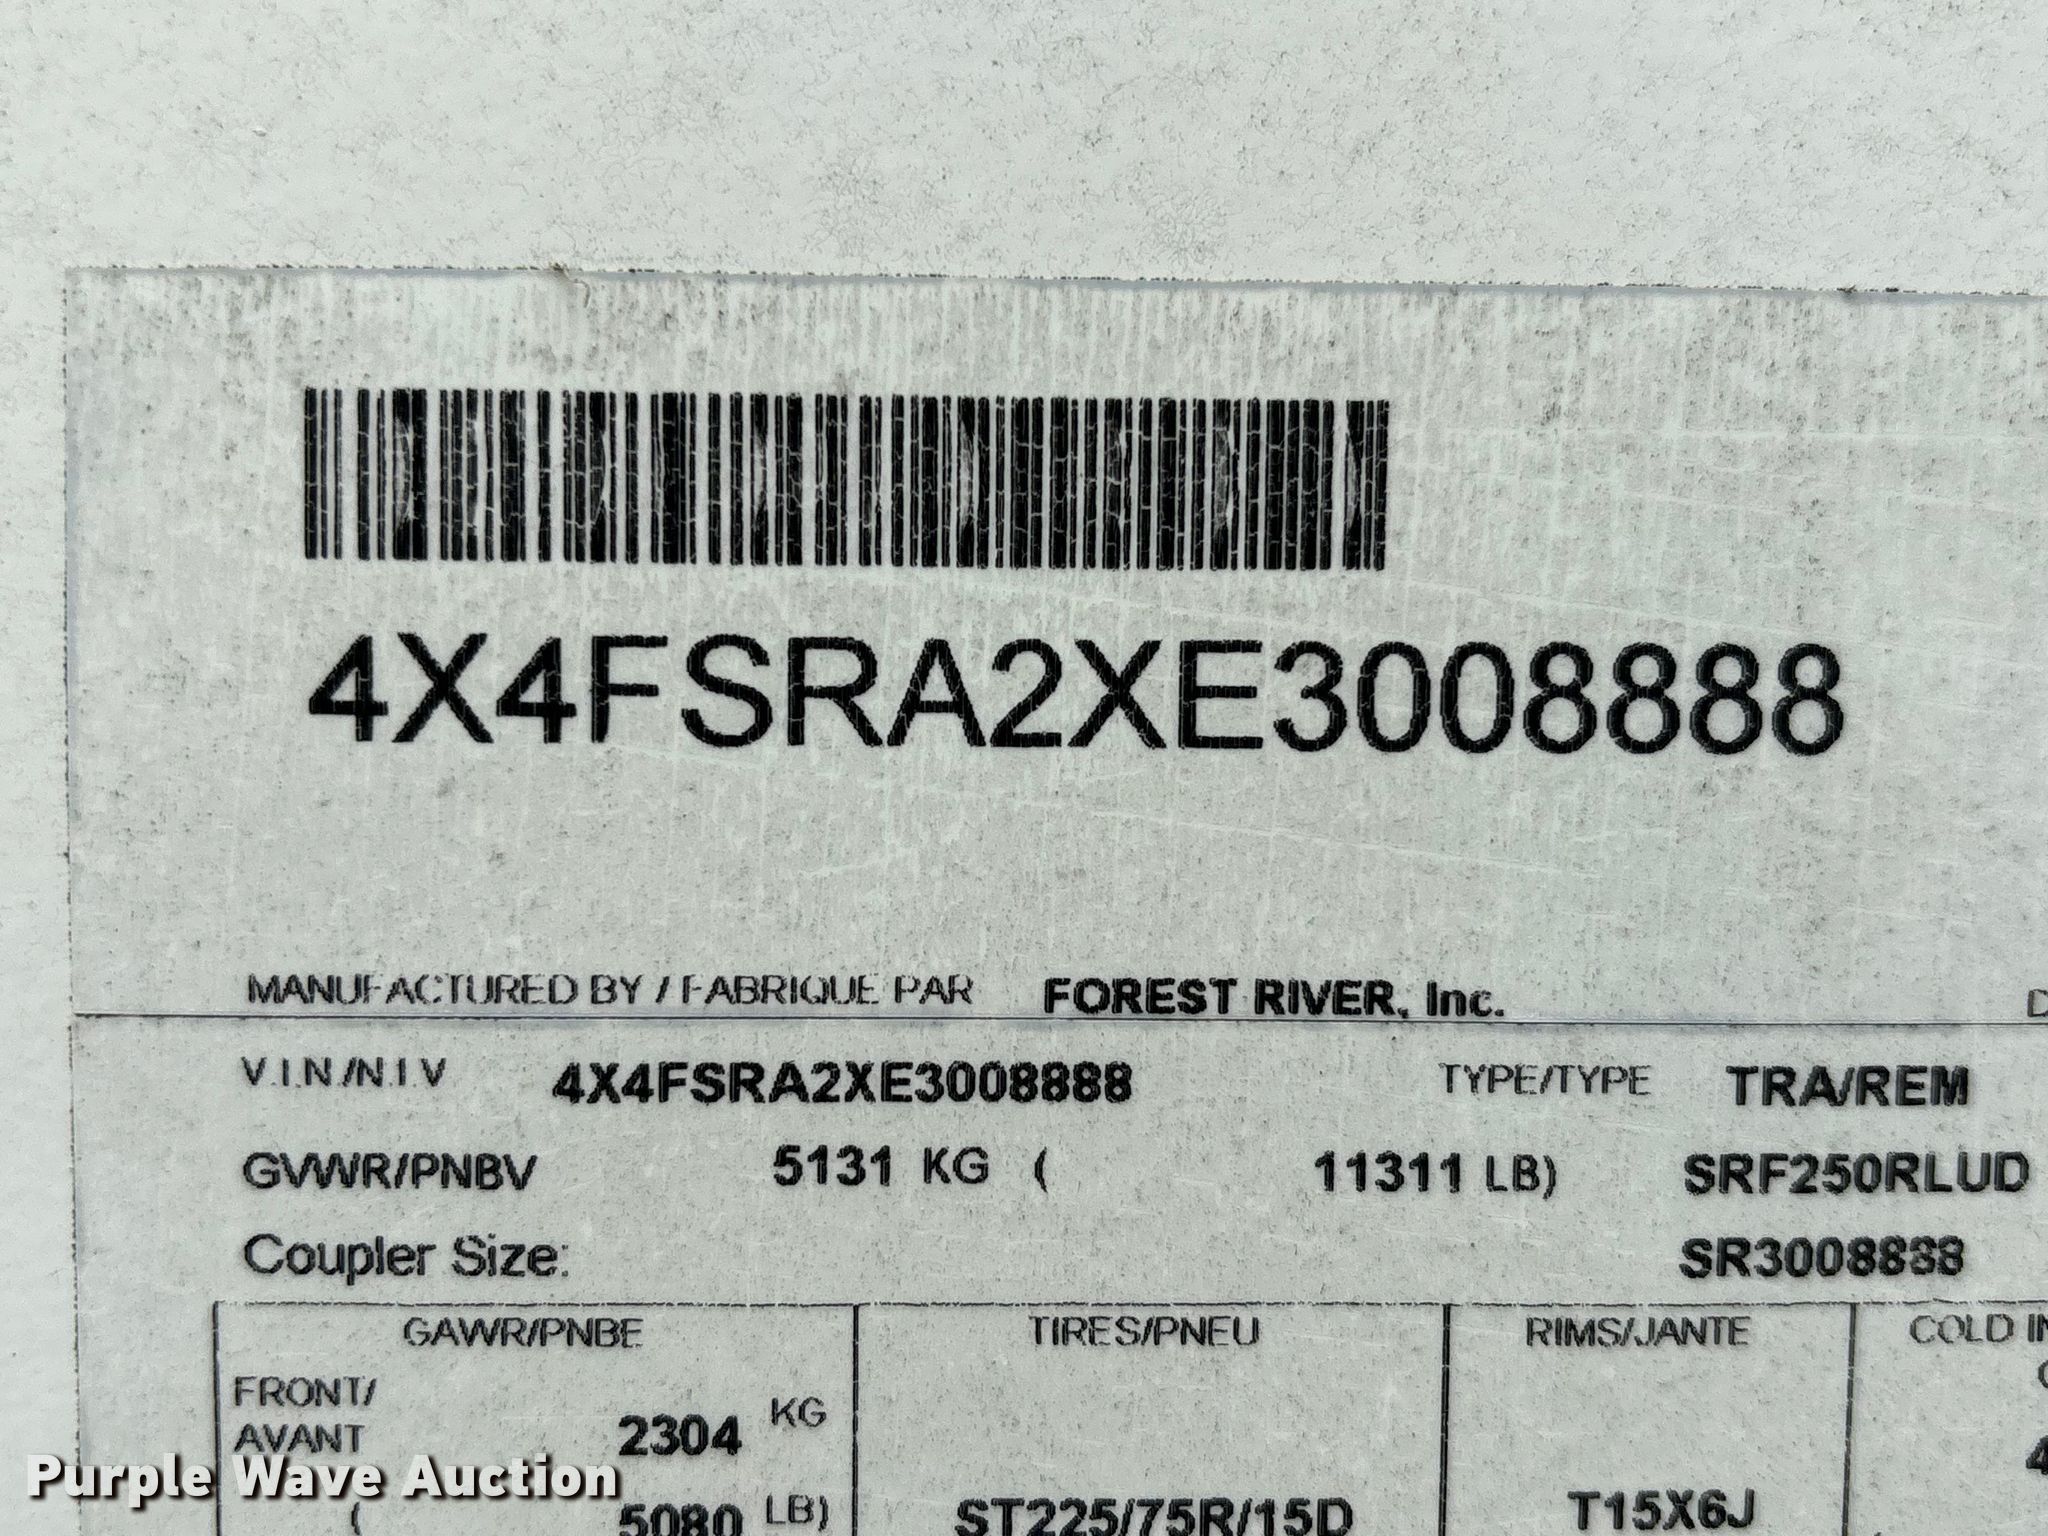 4X4FSRA2XE3008888
MANUFACTURED BY / FABRIQUE PAR FOREST RIVER, Inc. D
V.I.N./N.I.V 4X4FSRA2XE3008888 TYPE/TYPE TRA/REM
GVWR/PNBV 5131 KG ( 11311 LB) SRF250RLUD
Coupler Size: SR3008888
GAWR/PNBE TIRES/PNEU RIMS/JANTE COLD IN
FRONT/
AVANT 2304 KG
( 5080 LB) ST225/75R/15D T15X6J
Purple Wave Auction